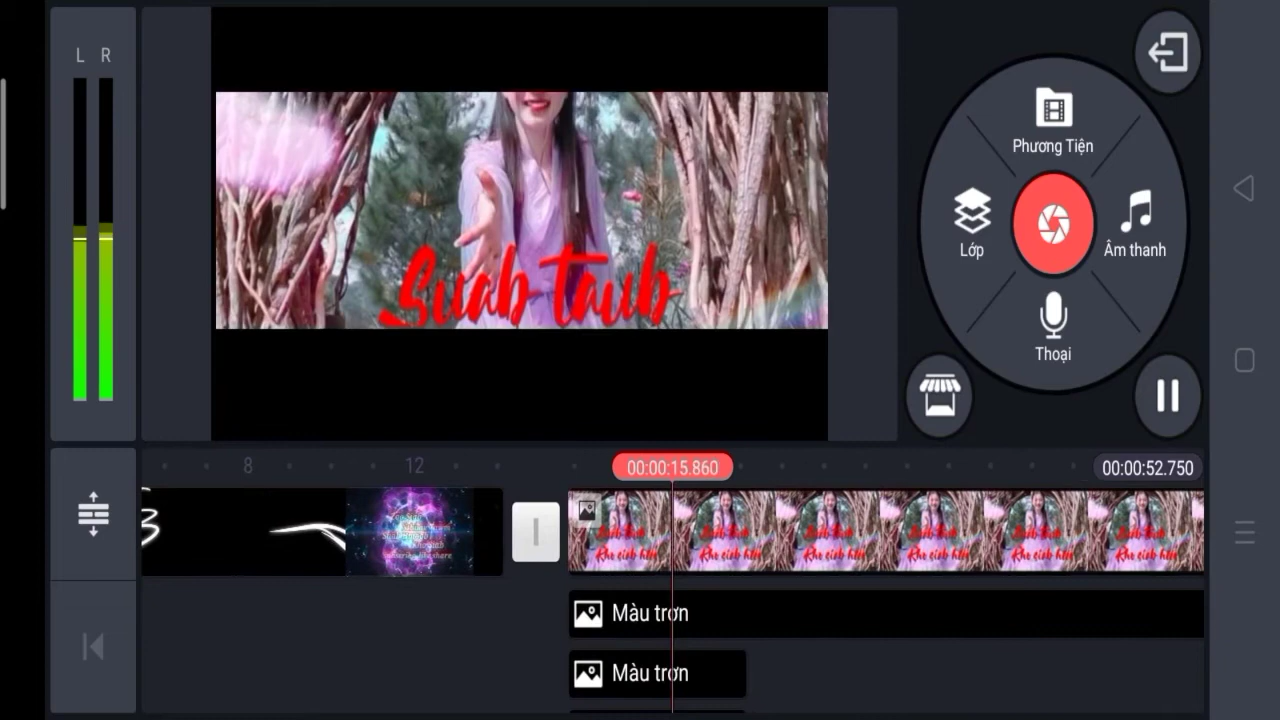 L R
Phương Tiện
Lớp
Âm thanh
Thoại
Suab taub
8
12
00:00:15.860
00:00:52.750
Màu trơn
Màu trơn